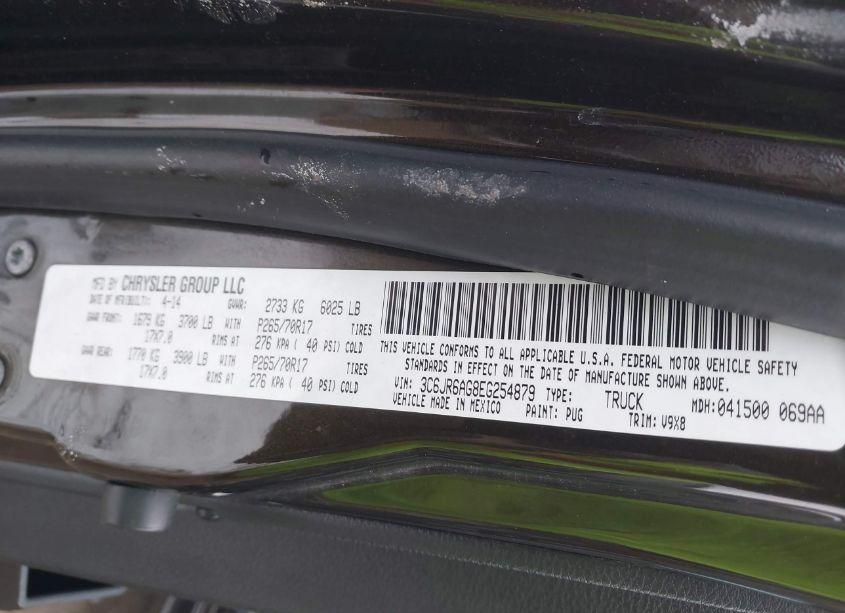 MFD BY CHRYSLER GROUP LLC
DATE OF MFR(BUILT): 4-14 GVWR: 2733 KG 6025 LB
GAWR FRONT: 1679 KG 3700 LB WITH P265/70R17 TIRES
17X7.0 RIMS AT 276 KPA ( 40 PSI) COLD
GAWR REAR: 1770 KG 3900 LB WITH P265/70R17 TIRES
17X7.0 RIMS AT 276 KPA ( 40 PSI) COLD
THIS VEHICLE CONFORMS TO ALL APPLICABLE U.S.A. FEDERAL MOTOR VEHICLE SAFETY
STANDARDS IN EFFECT ON THE DATE OF MANUFACTURE SHOWN ABOVE.
VIN: 3C6JR6AG8EG254879 TYPE: TRUCK MDH:041500 069AA
VEHICLE MADE IN MEXICO PAINT: PUG TRIM: V9X8